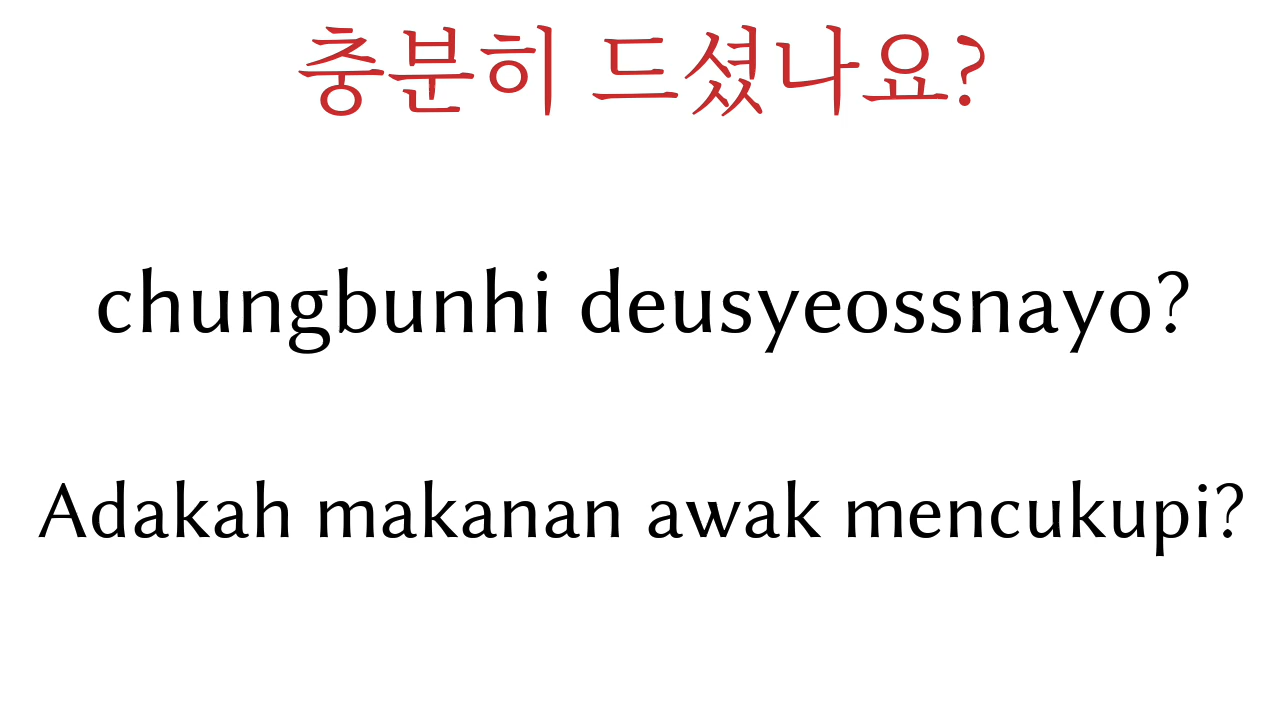 충분히 드셨나요?
chungbunhi deusyeossnayo?
Adakah makanan awak mencukupi?